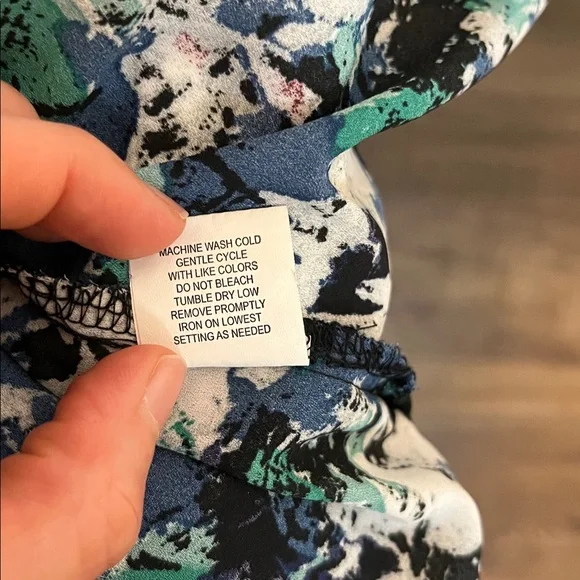 MACHINE WASH COLD
GENTLE CYCLE
WITH LIKE COLORS
DO NOT BLEACH
TUMBLE DRY LOW
REMOVE PROMPTLY
IRON ON LOWEST
SETTING AS NEEDED